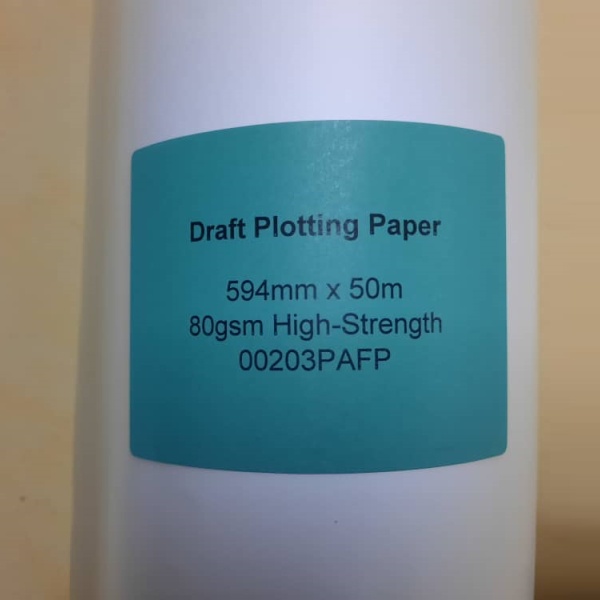 Draft Plotting Paper
594mm x 50m
80gsm High-Strength
00203PAFP